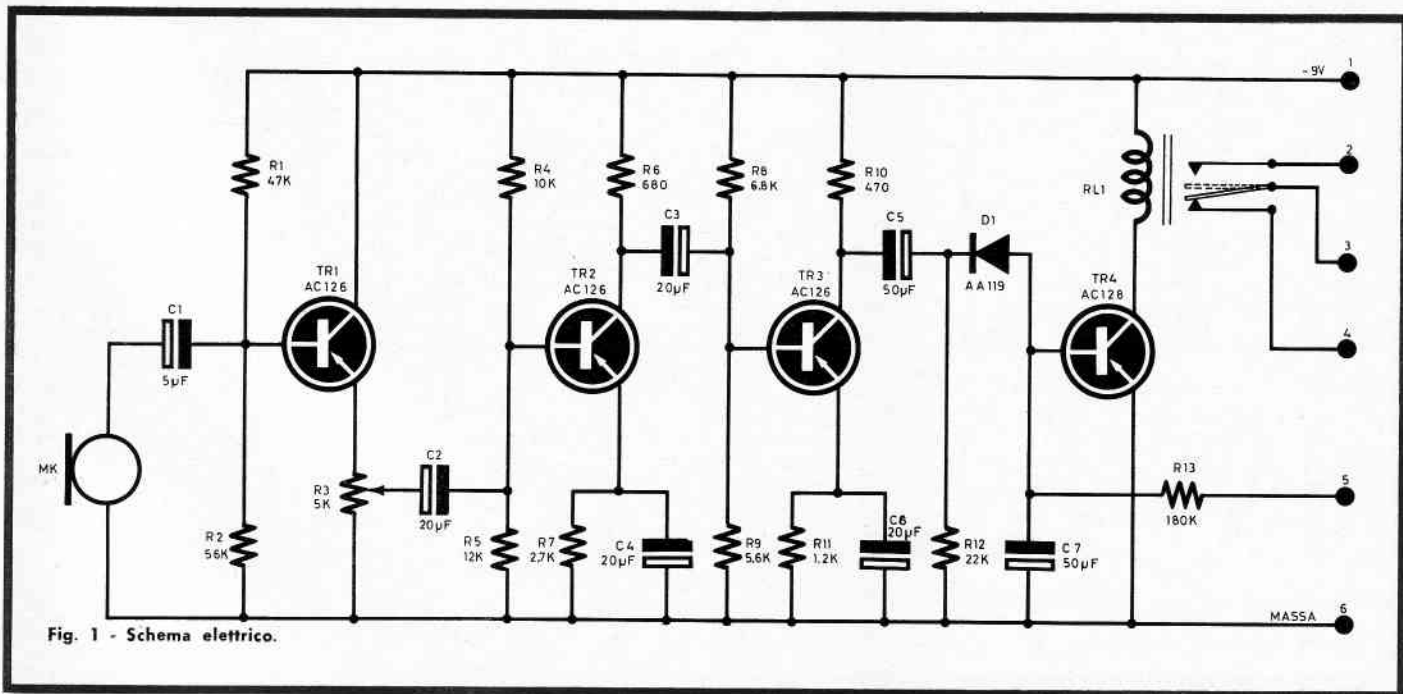 -9V
1
R1
47K
R4
10K
R6
680
R8
6.8K
R10
470
RL1
2
C3
20µF
C5
50µF
D1
AA119
3
TR1
AC126
TR2
AC126
TR3
AC126
TR4
AC128
C1
5µF
4
MK
R3
5K
C2
20µF
R13
180K
5
R2
56K
R5
12K
R7
2,7K
C4
20µF
R9
5,6K
R11
1,2K
C6
20µF
R12
22K
C7
50µF
MASSA
6
Fig. 1 - Schema elettrico.